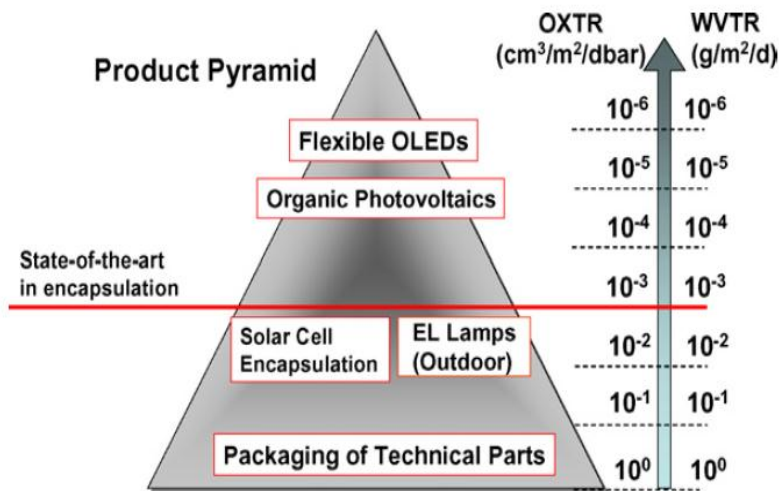 Product Pyramid
OXTR
(cm³/m²/dbar)
WVTR
(g/m²/d)
Flexible OLEDs
Organic Photovoltaics
State-of-the-art
in encapsulation
Solar Cell
Encapsulation
EL Lamps
(Outdoor)
Packaging of Technical Parts
10⁻⁶ 10⁻⁶
10⁻⁵ 10⁻⁵
10⁻⁴ 10⁻⁴
10⁻³ 10⁻³
10⁻² 10⁻²
10⁻¹ 10⁻¹
10⁰ 10⁰